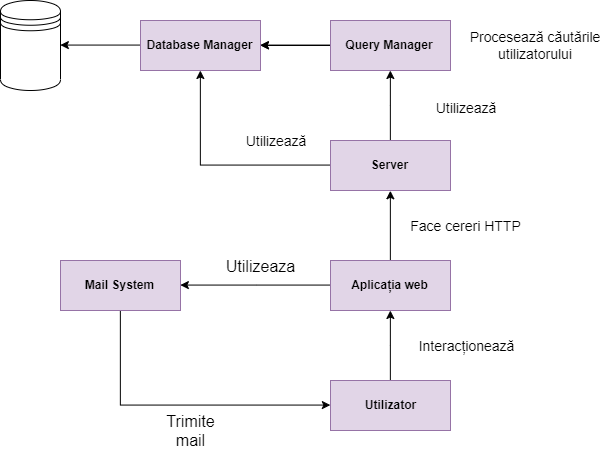 Database Manager
Query Manager
Procesează căutările
utilizatorului
Utilizează
Utilizează
Server
Face cereri HTTP
Utilizeaza
Mail System
Aplicația web
Interacționează
Utilizator
Trimite
mail